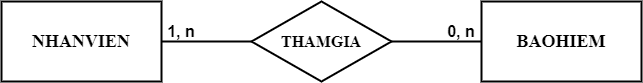 NHANVIEN
1, n
THAMGIA
0, n
BAOHIEM